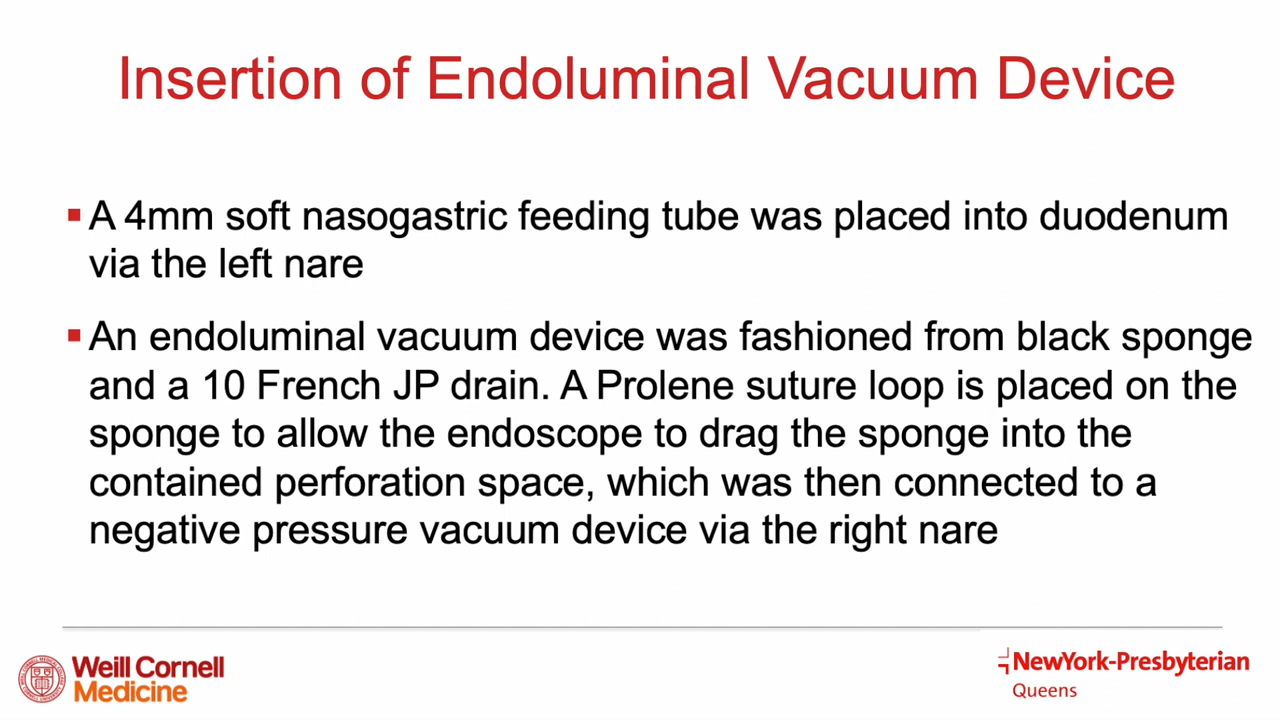 Insertion of Endoluminal Vacuum Device
A 4mm soft nasogastric feeding tube was placed into duodenum
via the left nare
An endoluminal vacuum device was fashioned from black sponge
and a 10 French JP drain. A Prolene suture loop is placed on the
sponge to allow the endoscope to drag the sponge into the
contained perforation space, which was then connected to a
negative pressure vacuum device via the right nare
Weill Cornell
Medicine
NewYork-Presbyterian
Queens